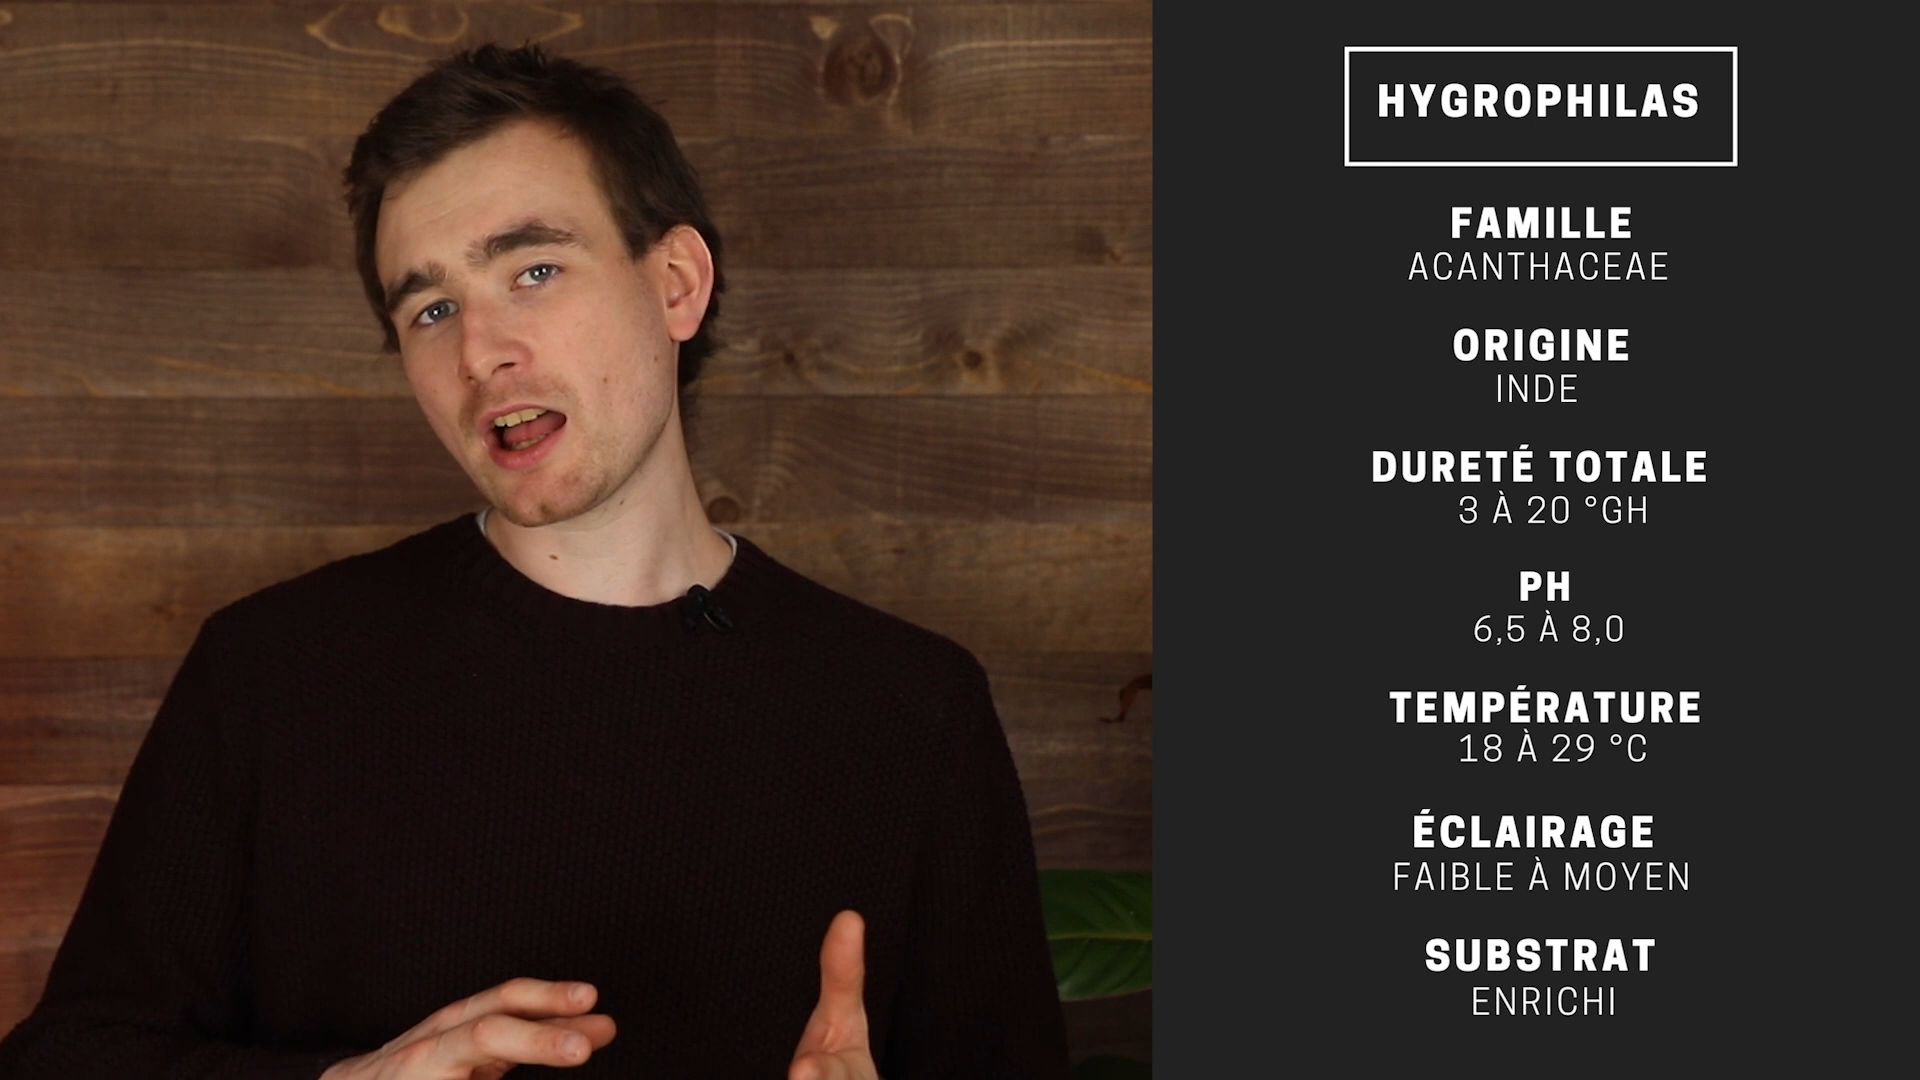 HYGROPHILAS
FAMILLE
ACANTHACEAE
ORIGINE
INDE
DURETÉ TOTALE
3 À 20 °GH
PH
6,5 À 8,0
TEMPÉRATURE
18 À 29 °C
ÉCLAIRAGE
FAIBLE À MOYEN
SUBSTRAT
ENRICHI